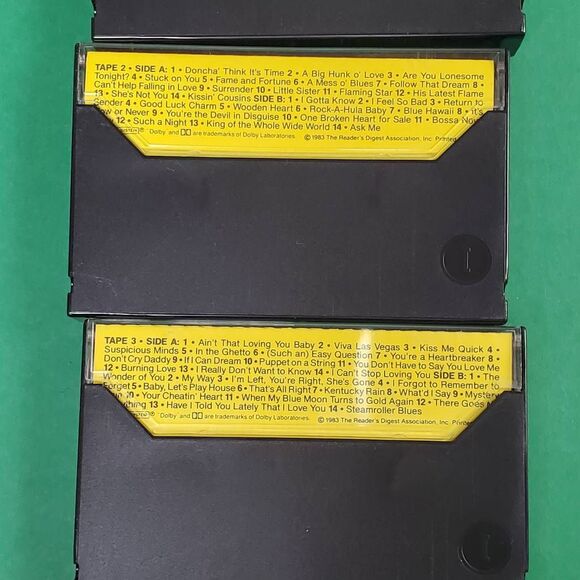 TAPE 2 • SIDE A: 1 • Doncha' Think It's Time 2 • A Big Hunk o' Love 3 • Are You Lonesome
Tonight? 4 • Stuck on You 5 • Fame and Fortune 6 • A Mess o' Blues 7 • Follow That Dream 8 •
Can't Help Falling in Love 9 • Surrender 10 • Little Sister 11 • Flaming Star 12 • His Latest Flame
13 • She's Not You 14 • Kissin' Cousins SIDE B: 1 • I Gotta Know 2 • I Feel So Bad 3 • Return to
Sender 4 • Good Luck Charm 5 • Wooden Heart 6 • Rock-A-Hula Baby 7 • Blue Hawaii 8 • It's
Now or Never 9 • You're the Devil in Disguise 10 • One Broken Heart for Sale 11 • Bossa Nova
12 • Such a Night 13 • King of the Whole Wide World 14 • Ask Me
Dolby and are trademarks of Dolby Laboratories. ©1983 The Reader's Digest Association, Inc.
TAPE 3 • SIDE A: 1 • Ain't That Loving You Baby 2 • Viva Las Vegas 3 • Kiss Me Quick 4 •
Suspicious Minds 5 • In the Ghetto 6 • (Such an) Easy Question 7 • You're a Heartbreaker 8 •
Don't Cry Daddy 9 • If I Can Dream 10 • Puppet on a String 11 • You Don't Have to Say You Love Me
12 • Burning Love 13 • I Really Don't Want to Know 14 • I Can't Stop Loving You SIDE B: 1 • The
Wonder of You 2 • My Way 3 • I'm Left, You're Right, She's Gone 4 • I Forgot to Remember to
Forget 5 • Baby, Let's Play House 6 • That's All Right 7 • Kentucky Rain 8 • What'd I Say 9 • Mystery
10 • Your Cheatin' Heart 11 • When My Blue Moon Turns to Gold Again 12 • There Goes
13 • Have I Told You Lately That I Love You 14 • Steamroller Blues
Dolby and are trademarks of Dolby Laboratories. ©1983 The Reader's Digest Association, Inc.